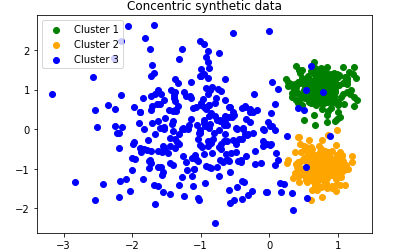 Concentric synthetic data
Cluster 1
Cluster 2
Cluster 3
2
1
0
−1
−2
−3 −2 −1 0 1